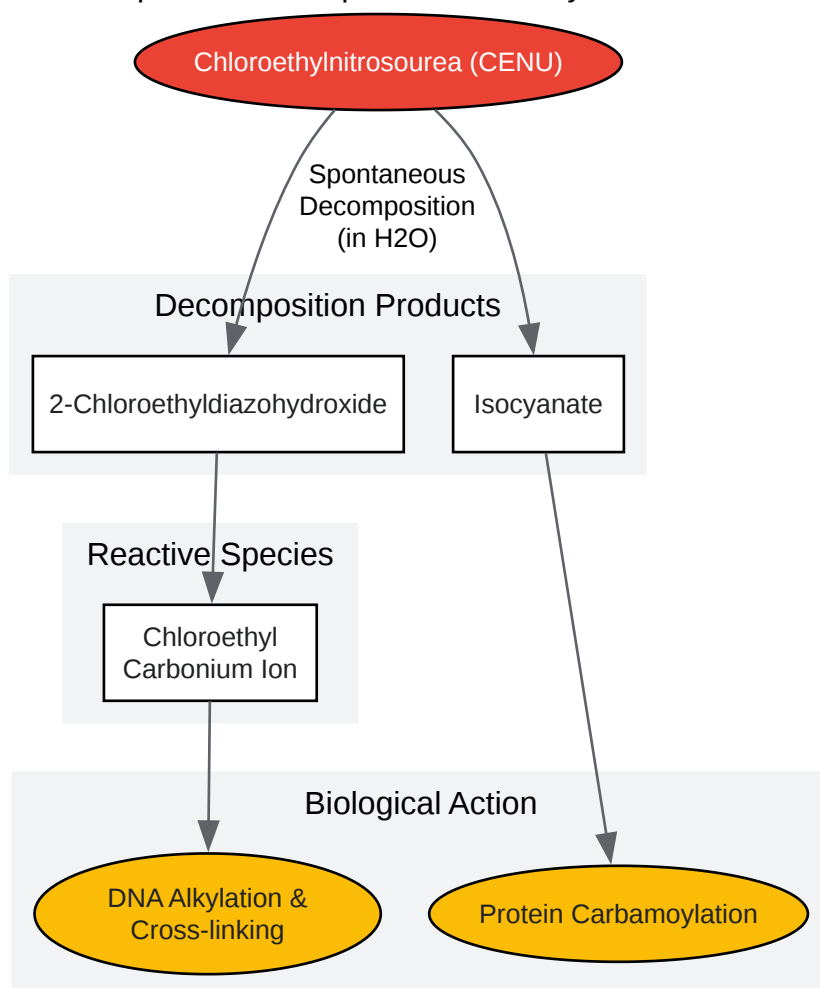 Chloroethylnitrosourea (CENU)
Spontaneous
Decomposition
(in H2O)
Decomposition Products
2-Chloroethyldiazohydroxide
Isocyanate
Reactive Species
Chloroethyl
Carbonium Ion
Biological Action
DNA Alkylation &
Cross-linking
Protein Carbamoylation